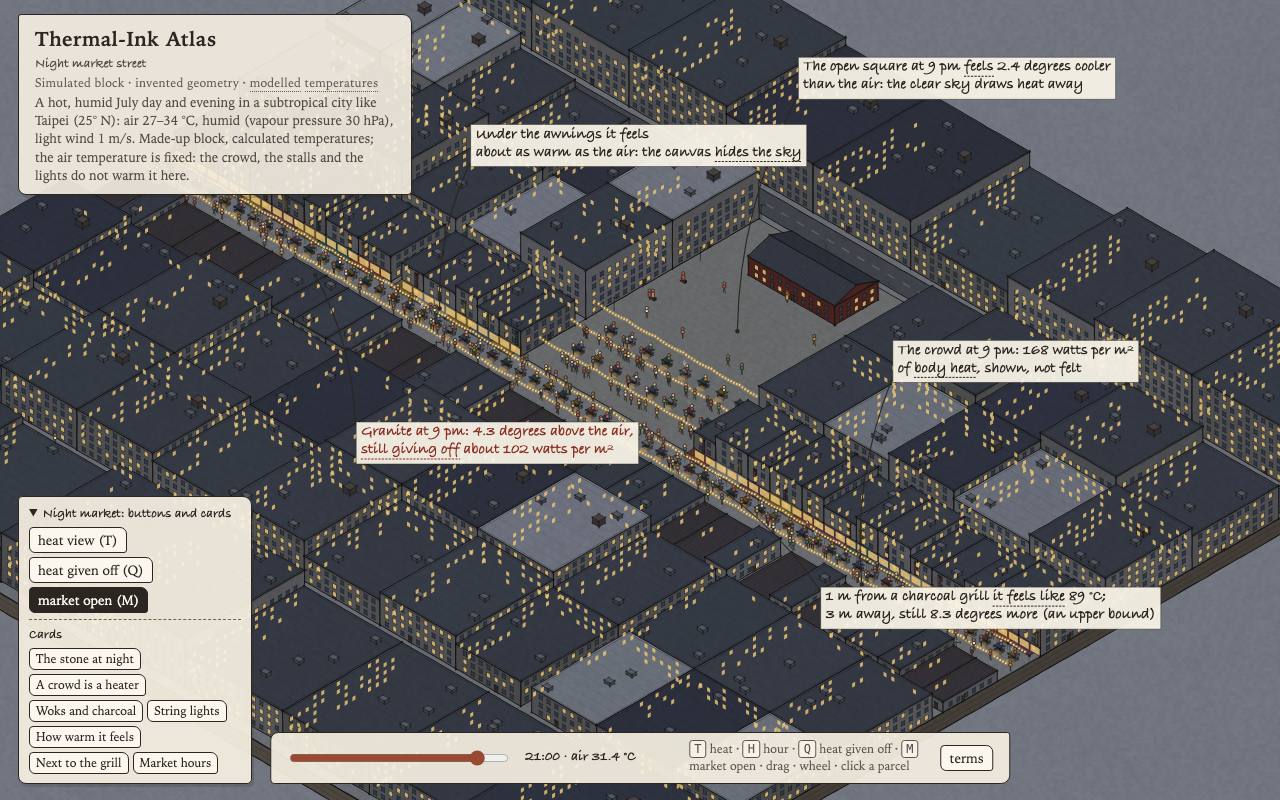 Thermal-Ink Atlas
Night market street
Simulated block · invented geometry · modelled temperatures
A hot, humid July day and evening in a subtropical city like
Taipei (25° N): air 27–34 °C, humid (vapour pressure 30 hPa),
light wind 1 m/s. Made-up block, calculated temperatures;
the air temperature is fixed: the crowd, the stalls and the
lights do not warm it here.
The open square at 9 pm feels 2.4 degrees cooler
than the air: the clear sky draws heat away
Under the awnings it feels
about as warm as the air: the canvas hides the sky
The crowd at 9 pm: 168 watts per m²
of body heat, shown, not felt
Granite at 9 pm: 4.3 degrees above the air,
still giving off about 102 watts per m²
1 m from a charcoal grill it feels like 89 °C;
3 m away, still 8.3 degrees more (an upper bound)
▼ Night market: buttons and cards
heat view (T)
heat given off (Q)
market open (M)
Cards
The stone at night
A crowd is a heater
Woks and charcoal String lights
How warm it feels
Next to the grill Market hours
21:00 · air 31.4 °C
T heat · H hour · Q heat given off · M
market open · drag · wheel · click a parcel
terms